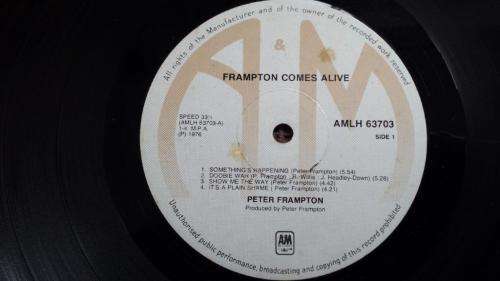 All rights of the Manufacturer and of the owner of the recorded work reserved
A&M
FRAMPTON COMES ALIVE
SPEED 33⅓
(AMLH 63703-A)
1-4 M.P.A.
(P) 1976
AMLH 63703
SIDE 1
1. SOMETHING'S HAPPENING (Peter Frampton) (5.54)
2. DOOBIE WAH (P. Frampton, R. Wills, J. Headley-Down) (5.28)
3. SHOW ME THE WAY (Peter Frampton) (4.42)
4. IT'S A PLAIN SHAME (Peter Frampton) (4.21)
PETER FRAMPTON
Produced by Peter Frampton
A&M
Unauthorised public performance, broadcasting and copying of this record prohibited